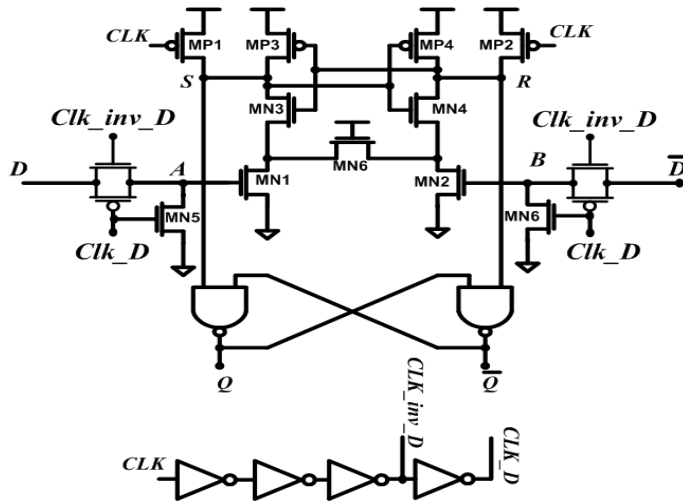 CLK MP1 MP3 MP4 MP2 CLK
S R
MN3 MN4
Clk_inv_D Clk_inv_D
D A MN1 MN6 MN2 B D̅
MN5 MN6
Clk_D Clk_D
Q Q̅
CLK_inv_D
CLK_D
CLK